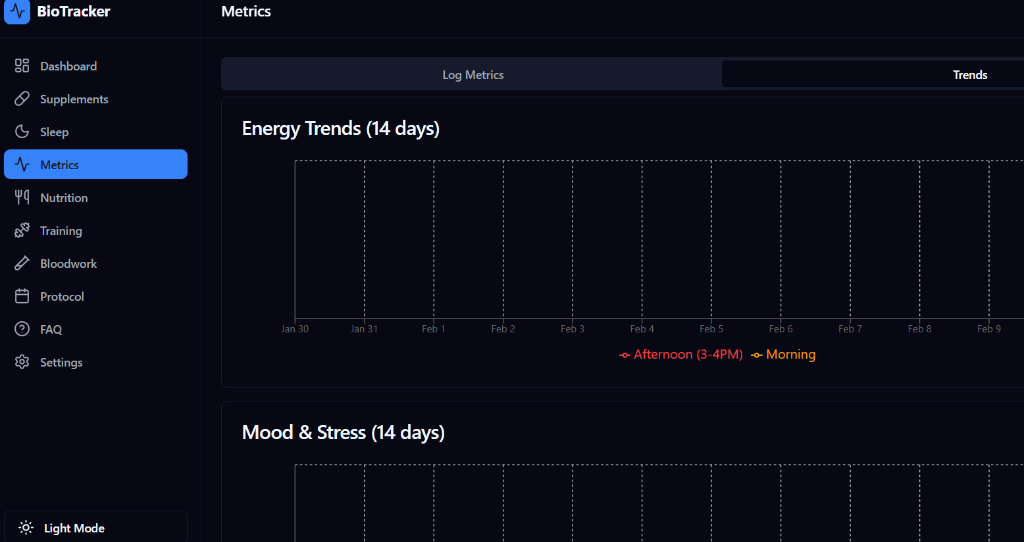 BioTracker
Metrics
Dashboard
Supplements
Sleep
Metrics
Nutrition
Training
Bloodwork
Protocol
FAQ
Settings
Light Mode
Log Metrics
Trends
Energy Trends (14 days)
Jan 30 Jan 31 Feb 1 Feb 2 Feb 3 Feb 4 Feb 5 Feb 6 Feb 7 Feb 8 Feb 9
Afternoon (3-4PM) Morning
Mood & Stress (14 days)